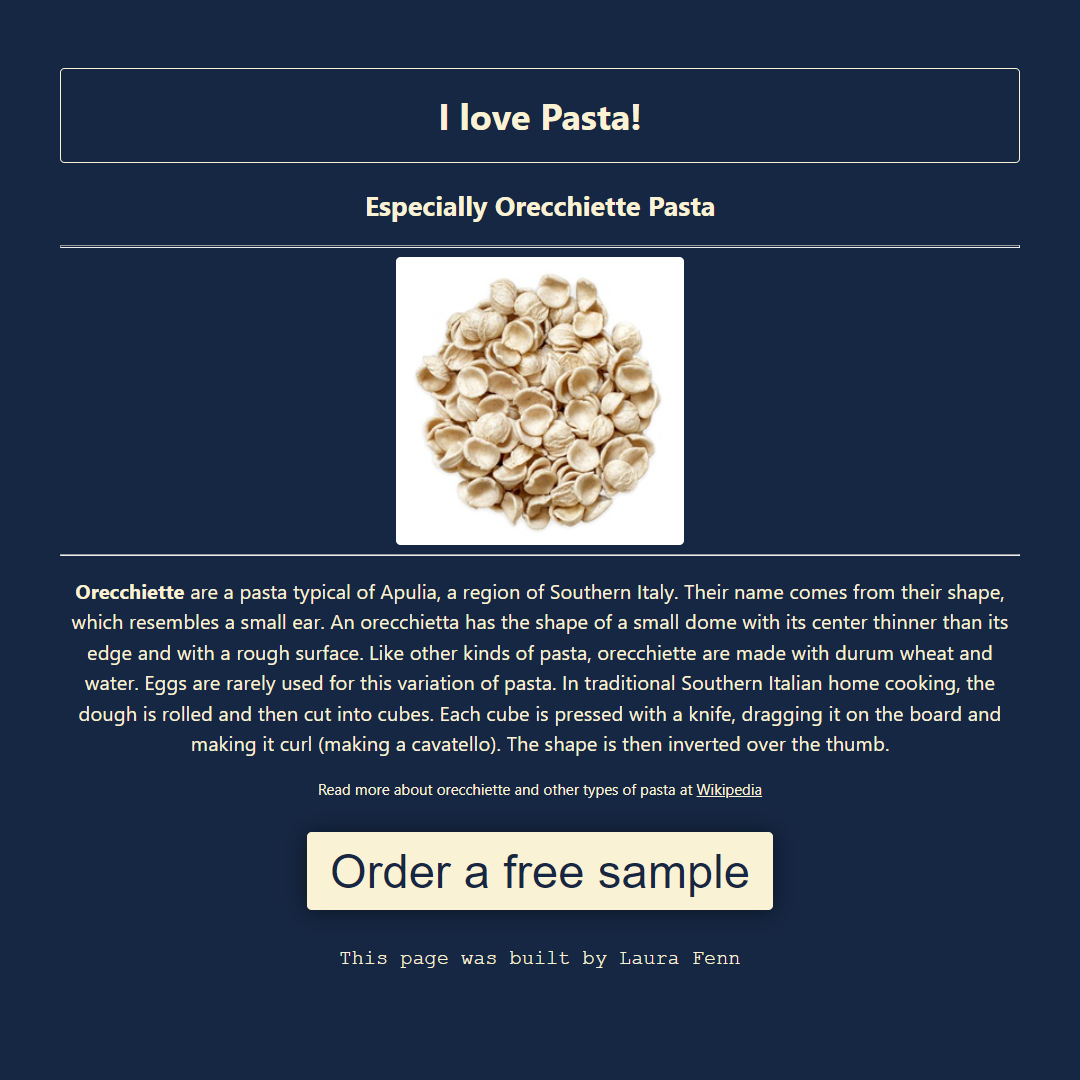 I love Pasta!
Especially Orecchiette Pasta
Orecchiette are a pasta typical of Apulia, a region of Southern Italy. Their name comes from their shape,
which resembles a small ear. An orecchietta has the shape of a small dome with its center thinner than its
edge and with a rough surface. Like other kinds of pasta, orecchiette are made with durum wheat and
water. Eggs are rarely used for this variation of pasta. In traditional Southern Italian home cooking, the
dough is rolled and then cut into cubes. Each cube is pressed with a knife, dragging it on the board and
making it curl (making a cavatello). The shape is then inverted over the thumb.
Read more about orecchiette and other types of pasta at Wikipedia
Order a free sample
This page was built by Laura Fenn